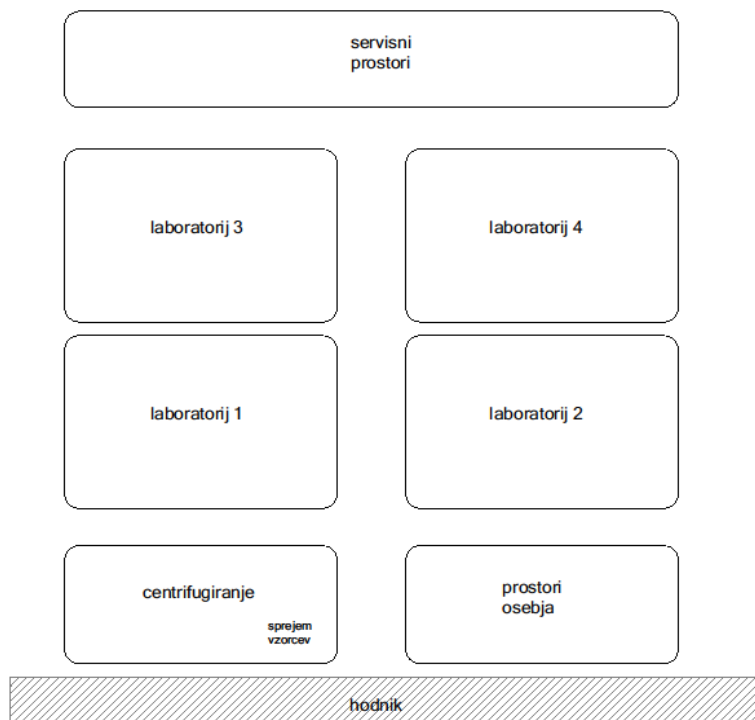 servisni
prostori
laboratorij 3
laboratorij 4
laboratorij 1
laboratorij 2
centrifugiranje
sprejem
vzorcev
prostori
osebja
hodnik